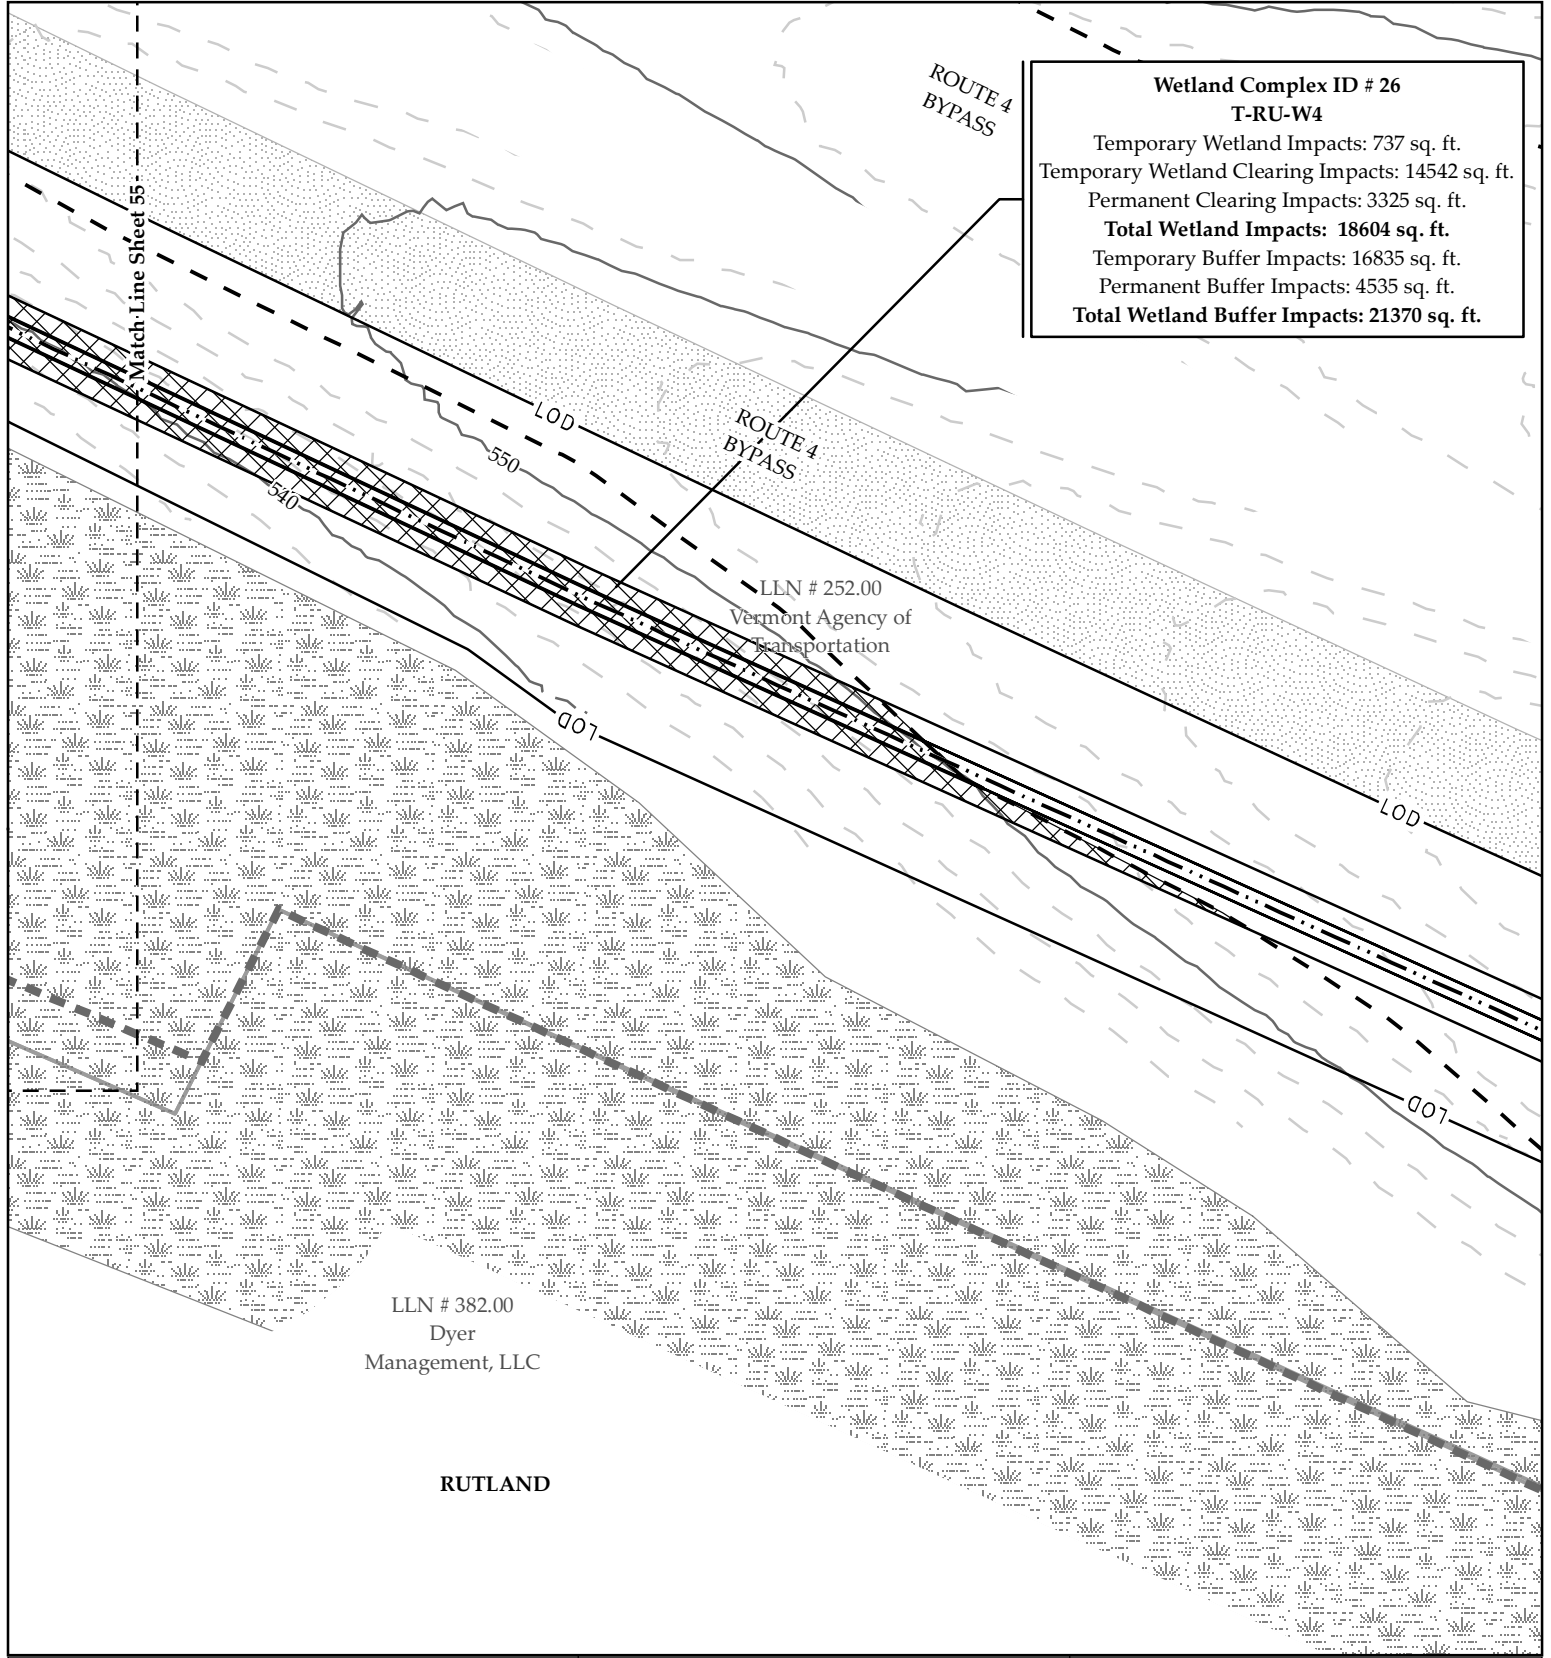 ROUTE 4
BYPASS
Wetland Complex ID # 26
T-RU-W4
Temporary Wetland Impacts: 737 sq. ft.
Temporary Wetland Clearing Impacts: 14542 sq. ft.
Permanent Clearing Impacts: 3325 sq. ft.
Total Wetland Impacts: 18604 sq. ft.
Temporary Buffer Impacts: 16835 sq. ft.
Permanent Buffer Impacts: 4535 sq. ft.
Total Wetland Buffer Impacts: 21370 sq. ft.
Match Line Sheet 55
LOD
ROUTE 4
BYPASS
550
540
LLN # 252.00
Vermont Agency of
Transportation
LOD
LOD
LOD
LLN # 382.00
Dyer
Management, LLC
RUTLAND